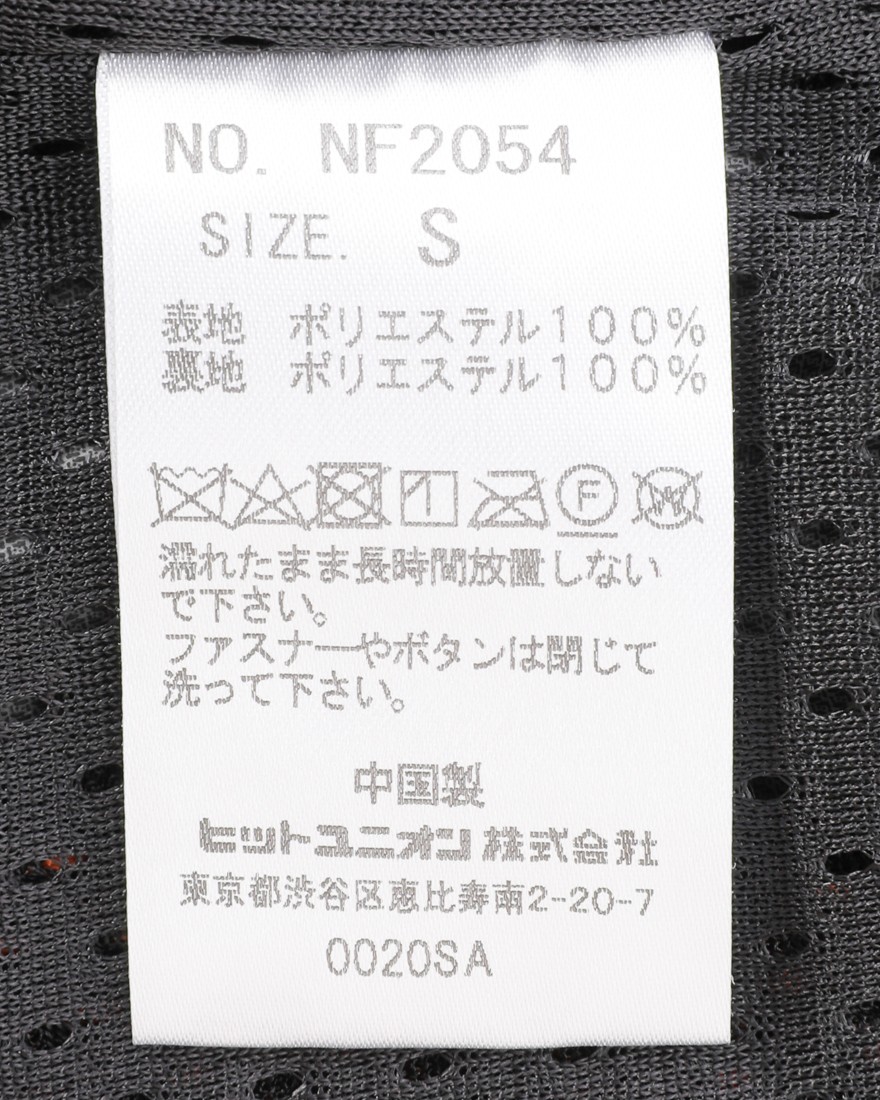 NO. NF2054
SIZE. S
表地 ポリエステル100%
裏地 ポリエステル100%
F W
濡れたまま長時間放置しない
で下さい。
ファスナーやボタンは閉じて
洗って下さい。
中国製
ヒットユニオン 株式会社
東京都渋谷区恵比寿南2-20-7
0020SA